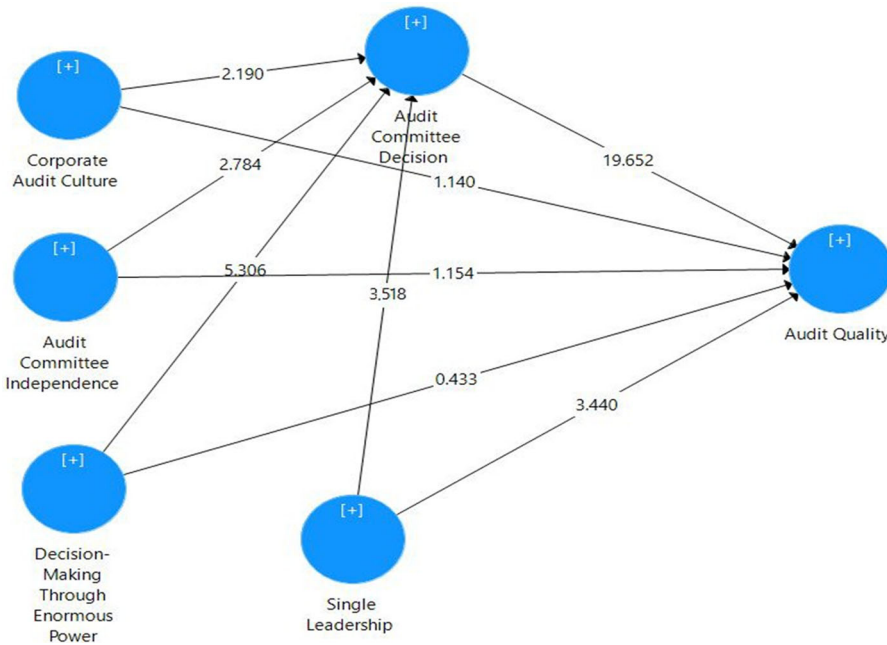 [+]
Audit
Committee
Decision
[+]
Corporate
Audit Culture
2.190
2.784
19.652
1.140
[+]
Audit
Committee
Independence
5.306
3.518
1.154
[+]
Audit Quality
0.433
3.440
[+]
Decision-
Making
Through
Enormous
Power
[+]
Single
Leadership